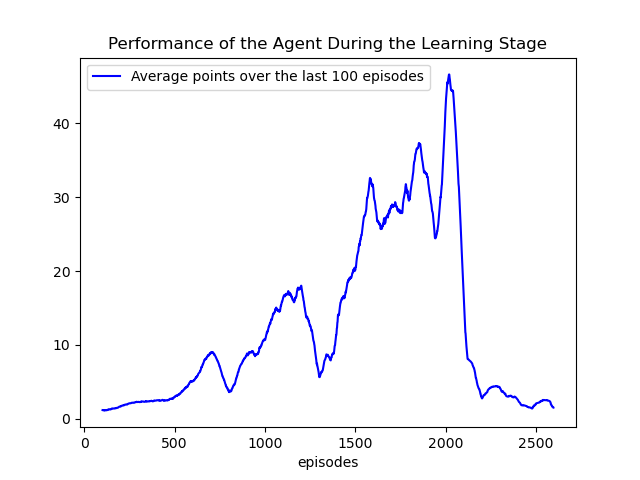 Performance of the Agent During the Learning Stage
Average points over the last 100 episodes
40
30
20
10
0
0 500 1000 1500 2000 2500
episodes